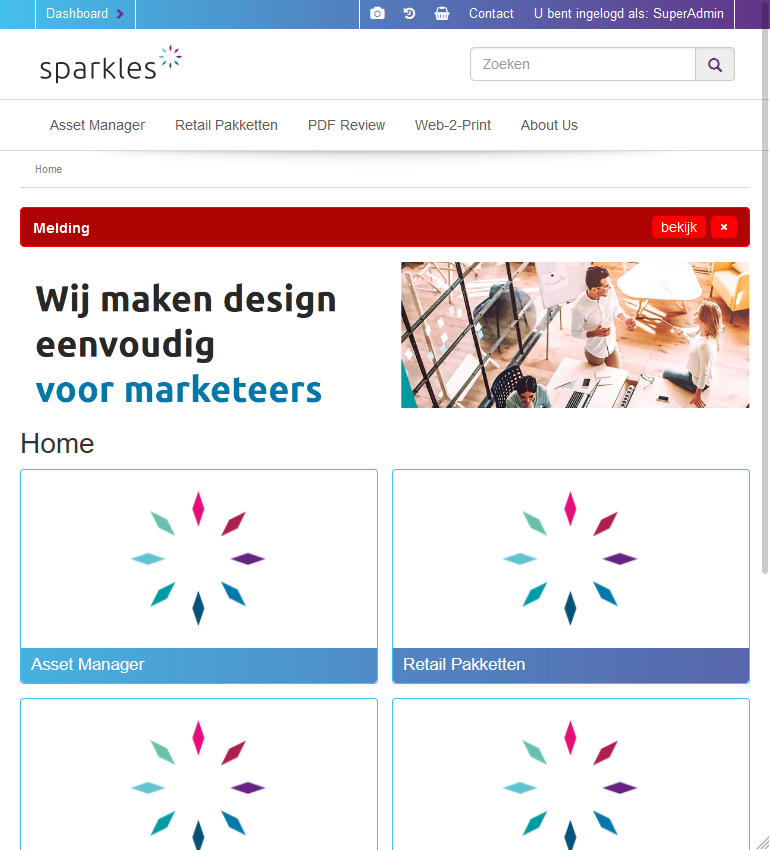 Dashboard
Contact
U bent ingelogd als: SuperAdmin
sparkles
Zoeken
Asset Manager
Retail Pakketten
PDF Review
Web-2-Print
About Us
Home
Melding
bekijk
×
Wij maken design
eenvoudig
voor marketeers
Home
Asset Manager
Retail Pakketten